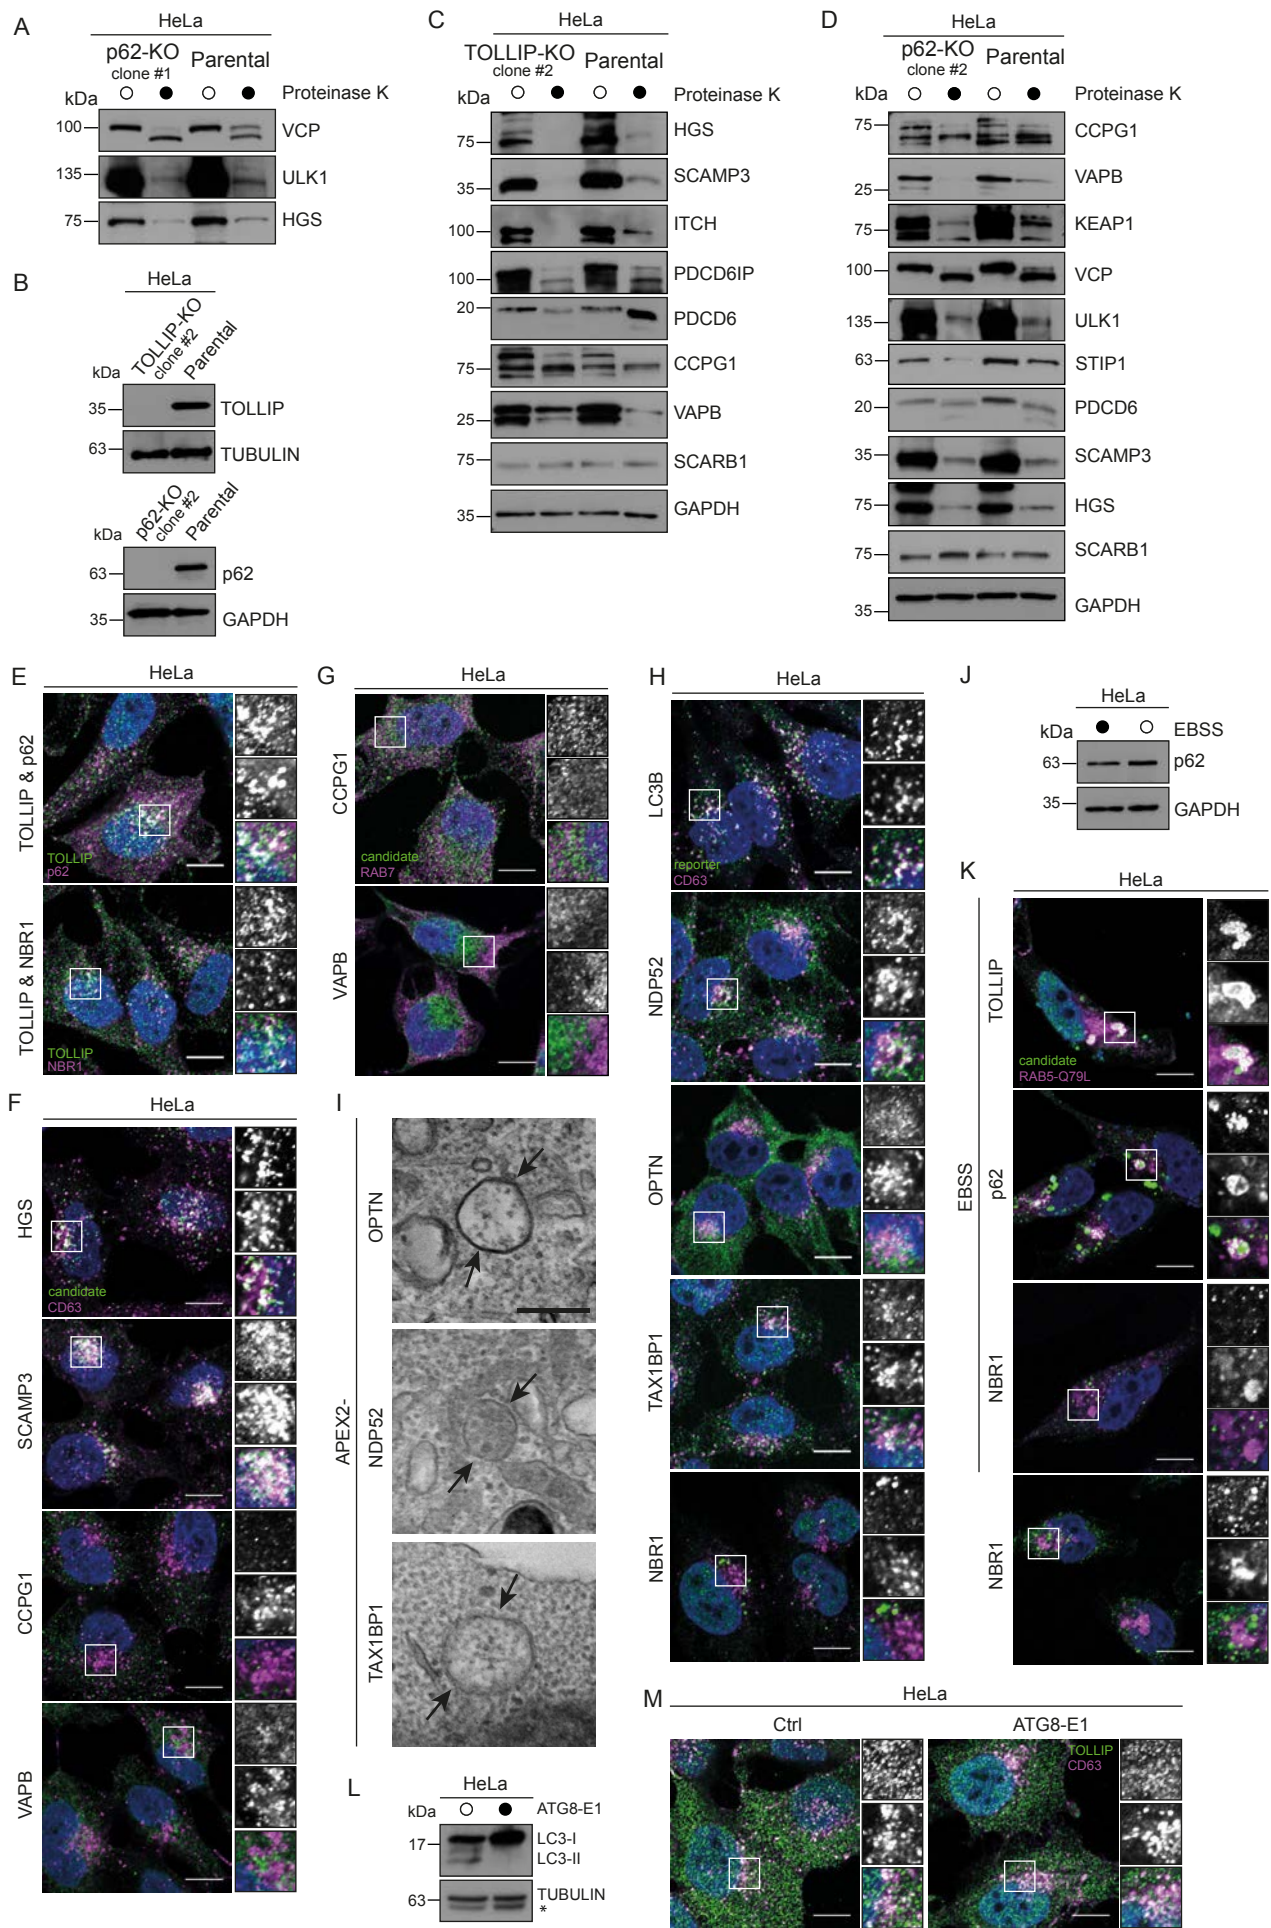 A
HeLa
p62-KO
clone #1
Parental
kDa
Proteinase K
100
VCP
135
ULK1
75
HGS
B
HeLa
TOLLIP-KO
clone #2
Parental
kDa
35
TOLLIP
63
TUBULIN
p62-KO
clone #2
Parental
kDa
63
p62
35
GAPDH
C
HeLa
TOLLIP-KO
clone #2
Parental
kDa
Proteinase K
75
HGS
35
SCAMP3
100
ITCH
100
PDCD6IP
20
PDCD6
75
CCPG1
25
VAPB
75
SCARB1
35
GAPDH
D
HeLa
p62-KO
clone #2
Parental
kDa
Proteinase K
75
CCPG1
25
VAPB
75
KEAP1
100
VCP
135
ULK1
63
STIP1
20
PDCD6
35
SCAMP3
75
HGS
75
SCARB1
35
GAPDH
E
HeLa
TOLLIP & p62
TOLLIP
p62
TOLLIP & NBR1
TOLLIP
NBR1
F
HeLa
HGS
candidate
CD63
SCAMP3
CCPG1
VAPB
G
HeLa
CCPG1
candidate
RAB7
VAPB
H
HeLa
LC3B
reporter
CD63
NDP52
OPTN
TAX1BP1
NBR1
I
APEX2-
OPTN
NDP52
TAX1BP1
J
HeLa
kDa
EBSS
63
p62
35
GAPDH
K
HeLa
EBSS
TOLLIP
candidate
RAB5-Q79L
p62
NBR1
NBR1
L
HeLa
kDa
ATG8-E1
17
LC3-I
LC3-II
63
TUBULIN
*
M
HeLa
Ctrl
ATG8-E1
TOLLIP
CD63